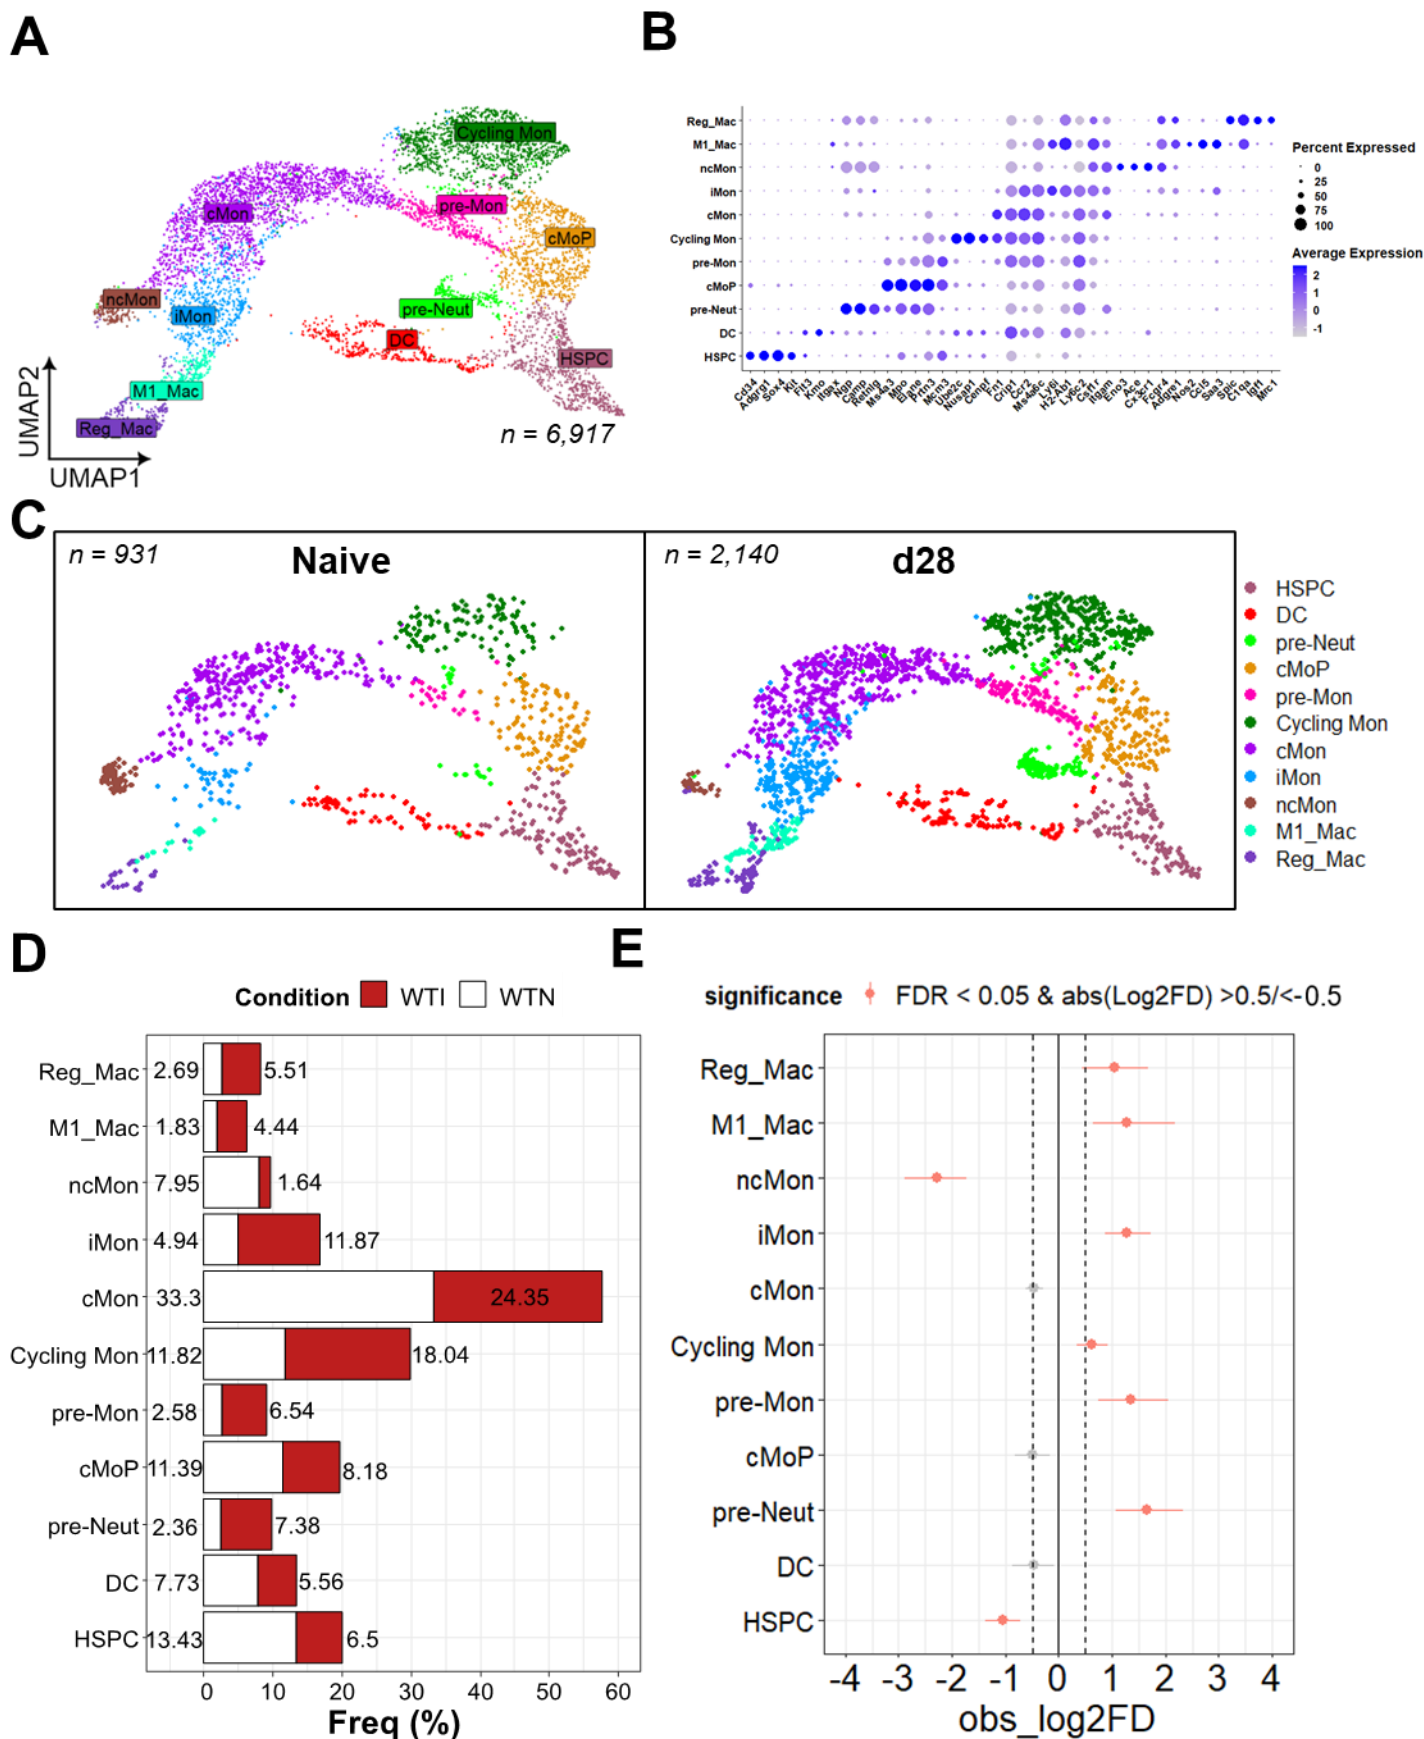 A
Cycling Mon
cMon
pre-Mon
cMoP
ncMon
iMon
pre-Neut
DC
HSPC
M1_Mac
Reg_Mac
n = 6,917
UMAP2
UMAP1
B
Reg_Mac
M1_Mac
ncMon
iMon
cMon
Cycling Mon
pre-Mon
cMoP
pre-Neut
DC
HSPC
Cd34
Adgrg1
Sox4
Kit
Flt3
Kmo
Itgax
Ngp
Camp
Retnlg
Ms4a3
Mpo
Elane
Prtn3
Mcm3
Ube2c
Nusap1
Cenpf
Fn1
Crip1
Ccr2
Ms4a6c
Ly6i
H2-Ab1
Ly6c2
Csf1r
Itgam
Eno3
Ace
Cx3cr1
Fcgr4
Adgre1
Nos2
Ccl5
Saa3
Spic
C1qa
Igf1
Mrc1
Percent Expressed
0
25
50
75
100
Average Expression
2
1
0
-1
C
n = 931
Naive
n = 2,140
d28
HSPC
DC
pre-Neut
cMoP
pre-Mon
Cycling Mon
cMon
iMon
ncMon
M1_Mac
Reg_Mac
D
Condition WTI WTN
Reg_Mac 2.69 5.51
M1_Mac 1.83 4.44
ncMon 7.95 1.64
iMon 4.94 11.87
cMon 33.3 24.35
Cycling Mon 11.82 18.04
pre-Mon 2.58 6.54
cMoP 11.39 8.18
pre-Neut 2.36 7.38
DC 7.73 5.56
HSPC 13.43 6.5
0 10 20 30 40 50 60
Freq (%)
E
significance FDR < 0.05 & abs(Log2FD) >0.5/<-0.5
Reg_Mac
M1_Mac
ncMon
iMon
cMon
Cycling Mon
pre-Mon
cMoP
pre-Neut
DC
HSPC
-4 -3 -2 -1 0 1 2 3 4
obs_log2FD